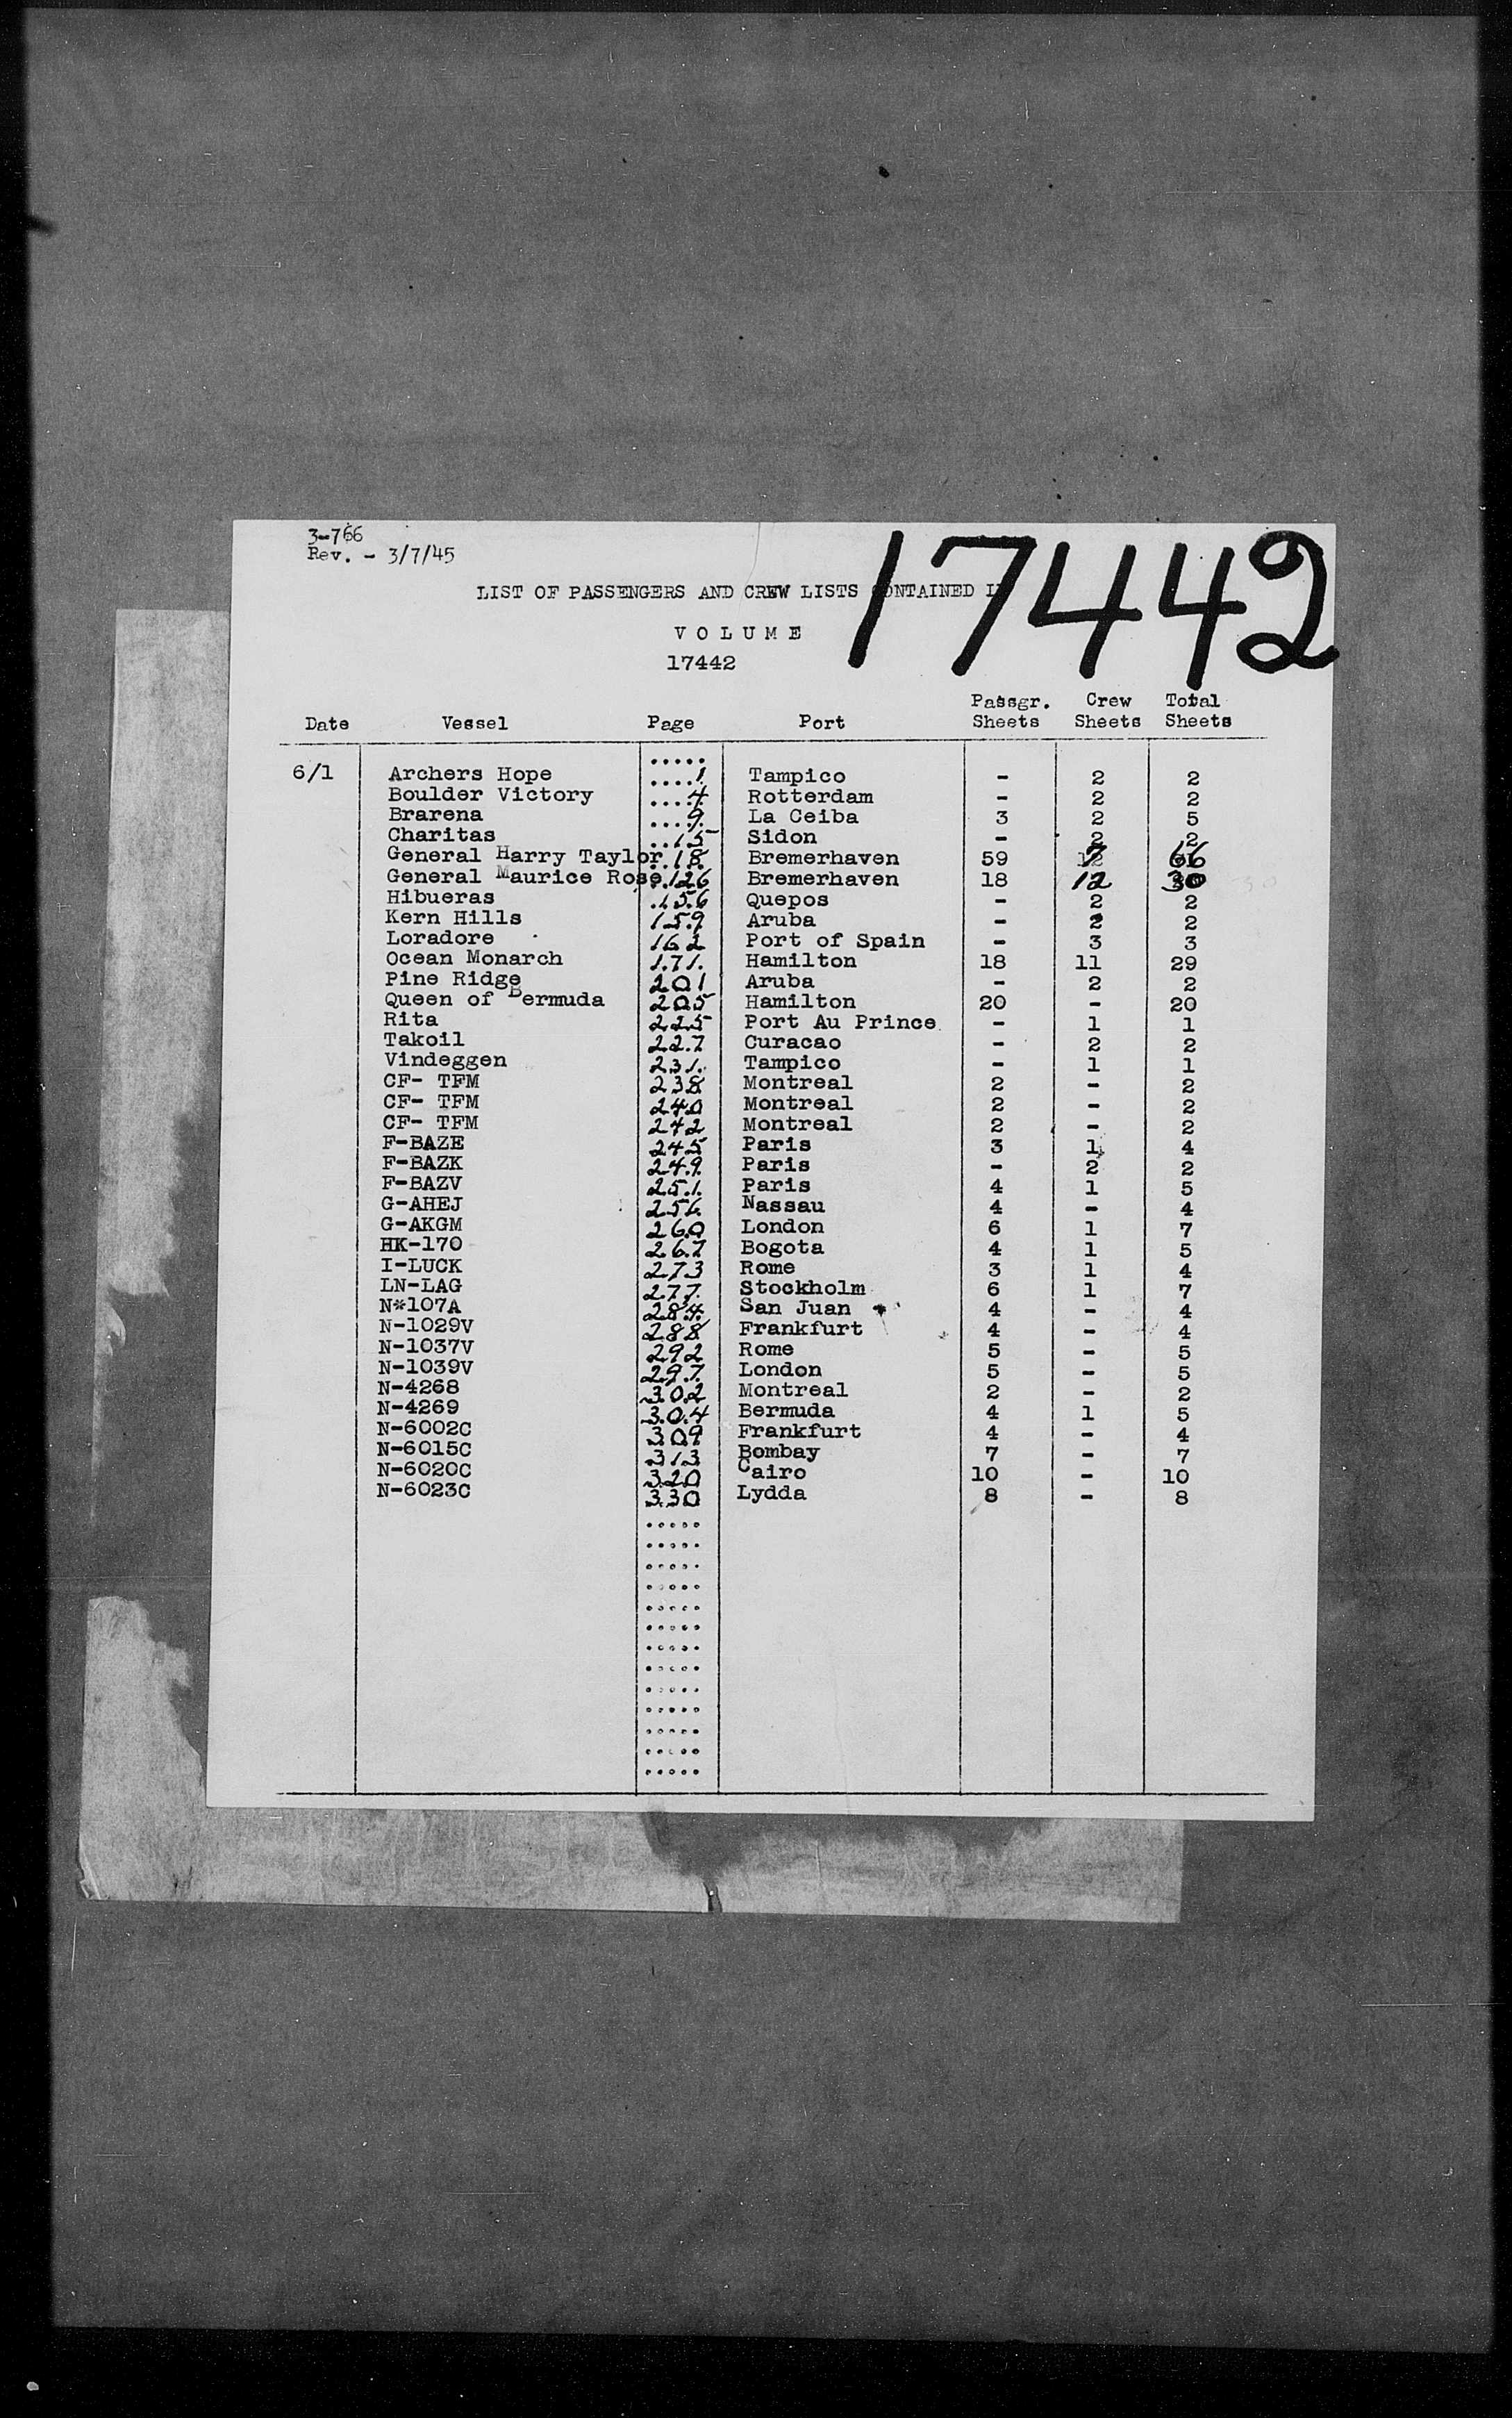 3-766
Rev. - 3/7/45
17442
LIST OF PASSENGERS AND CREW LISTS CONTAINED I
V O L U M E
17442
Date Vessel Page Port Passgr. Sheets Crew Sheets Total Sheets
.....
6/1 Archers Hope ....1 Tampico - 2 2
Boulder Victory ....4 Rotterdam - 2 2
Brarena ....9 La Ceiba 3 2 5
Charitas ..15 Sidon - 2 2
General Harry Taylor 18 Bremerhaven 59 7 66
General Maurice Rose 126 Bremerhaven 18 12 30
Hibueras .156 Quepos - 2 2
Kern Hills 159 Aruba - 2 2
Loradore 162 Port of Spain - 3 3
Ocean Monarch 171 Hamilton 18 11 29
Pine Ridge 201 Aruba - 2 2
Queen of Bermuda 205 Hamilton 20 - 20
Rita 225 Port Au Prince - 1 1
Takoil 227 Curacao - 2 2
Vindeggen 231 Tampico - 1 1
CF- TFM 238 Montreal 2 - 2
CF- TFM 240 Montreal 2 - 2
CF- TFM 242 Montreal 2 - 2
F-BAZE 245 Paris 3 1 4
F-BAZK 249 Paris - 2 2
F-BAZV 251 Paris 4 1 5
G-AHEJ 256 Nassau 4 - 4
G-AKGM 260 London 6 1 7
HK-170 267 Bogota 4 1 5
I-LUCK 273 Rome 3 1 4
LN-LAG 277 Stockholm 6 1 7
N*107A 284 San Juan 4 - 4
N-1029V 288 Frankfurt 4 - 4
N-1037V 292 Rome 5 - 5
N-1039V 297 London 5 - 5
N-4268 302 Montreal 2 - 2
N-4269 304 Bermuda 4 1 5
N-6002C 309 Frankfurt 4 - 4
N-6015C 313 Bombay 7 - 7
N-6020C 320 Cairo 10 - 10
N-6023C 330 Lydda 8 - 8
.....
.....
.....
.....
.....
.....
.....
.....
.....
.....
.....
.....
.....